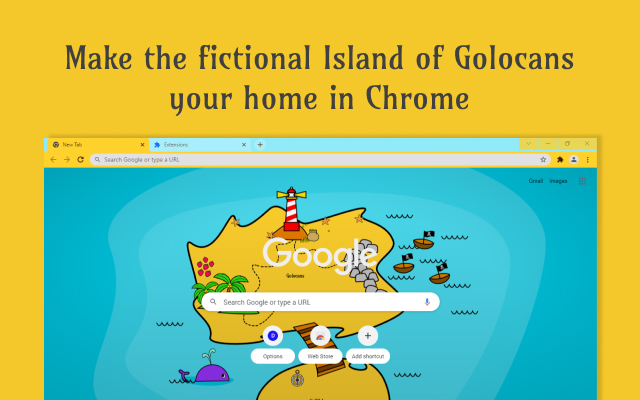 Make the fictional Island of Golocans
your home in Chrome
New Tab
Extensions
Search Google or type a URL
Gmail Images
Google
Golocans
Search Google or type a URL
D
Options Web Store Add shortcut